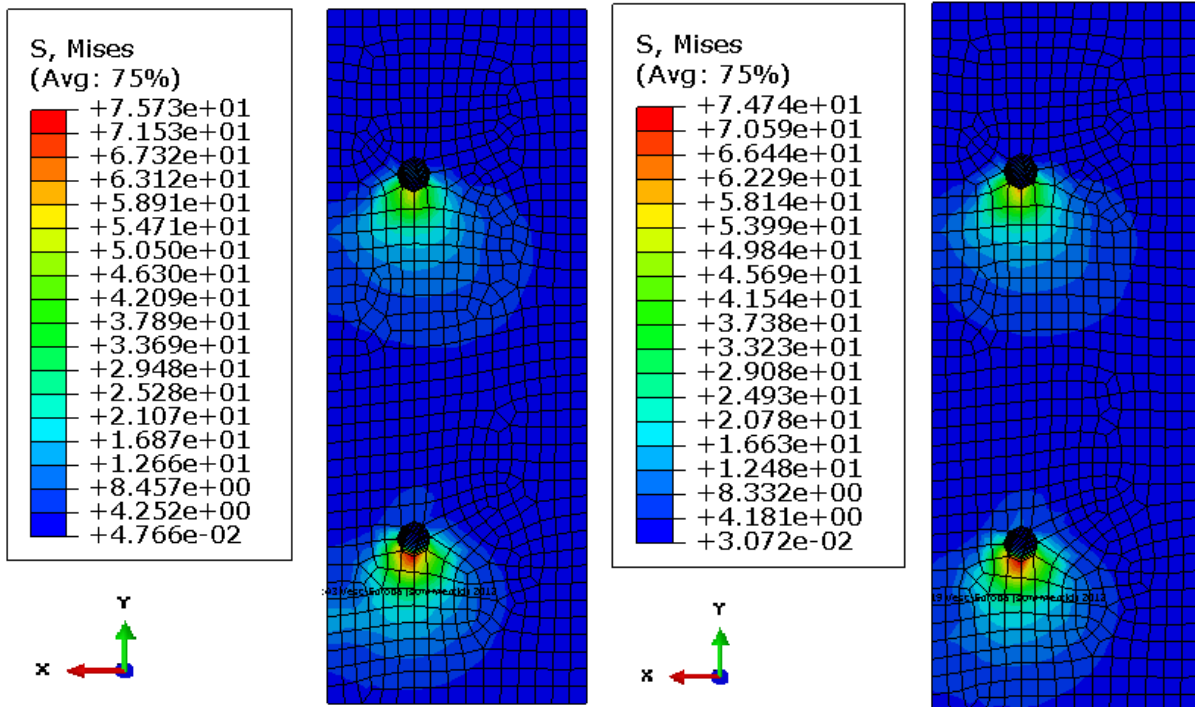 S, Mises
(Avg: 75%)
+7.573e+01
+7.153e+01
+6.732e+01
+6.312e+01
+5.891e+01
+5.471e+01
+5.050e+01
+4.630e+01
+4.209e+01
+3.789e+01
+3.369e+01
+2.948e+01
+2.528e+01
+2.107e+01
+1.687e+01
+1.266e+01
+8.457e+00
+4.252e+00
+4.766e-02
Y
X
S, Mises
(Avg: 75%)
+7.474e+01
+7.059e+01
+6.644e+01
+6.229e+01
+5.814e+01
+5.399e+01
+4.984e+01
+4.569e+01
+4.154e+01
+3.738e+01
+3.323e+01
+2.908e+01
+2.493e+01
+2.078e+01
+1.663e+01
+1.248e+01
+8.332e+00
+4.181e+00
+3.072e-02
Y
X
2012
2012